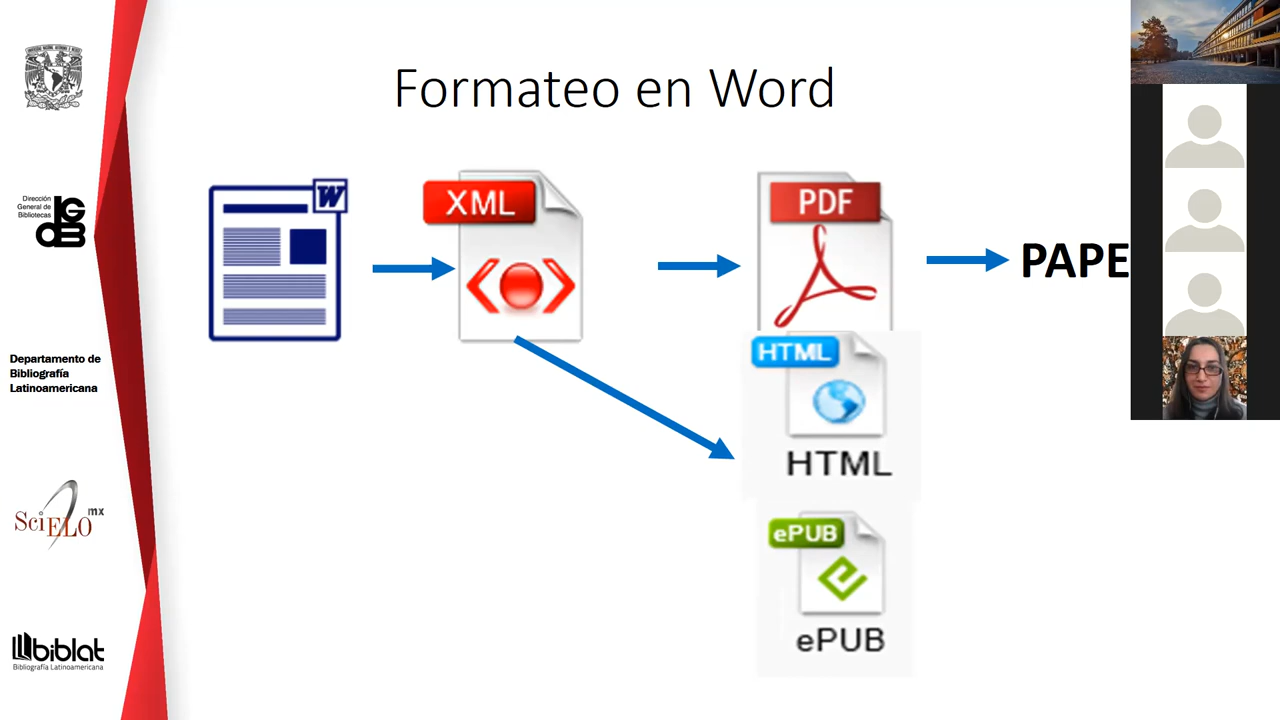 Formateo en Word
Dirección
General de
Bibliotecas
DGB
Departamento de
Bibliografía
Latinoamericana
SciELO mx
biblat
Bibliografía Latinoamericana
W
XML
PDF
PAPE
HTML
HTML
ePUB
ePUB